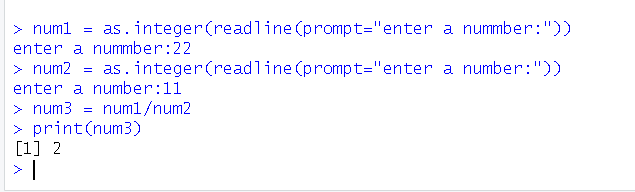 > num1 = as.integer(readline(prompt="enter a nummber:"))
enter a nummber:22
> num2 = as.integer(readline(prompt="enter a number:"))
enter a number:11
> num3 = num1/num2
> print(num3)
[1] 2
>